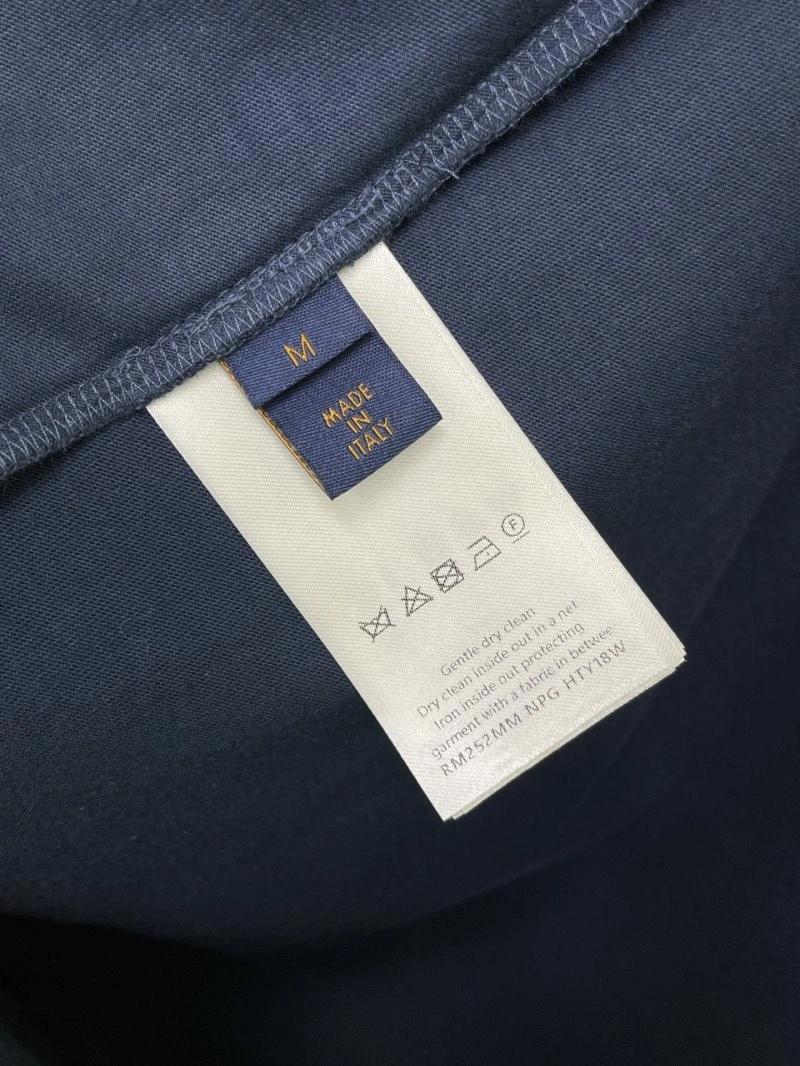 M
MADE
IN
ITALY
F
Gentle dry clean
Dry clean inside out in a net
Iron inside out protecting
garment with a fabric in betwee
RM252MM NPG HTY18W